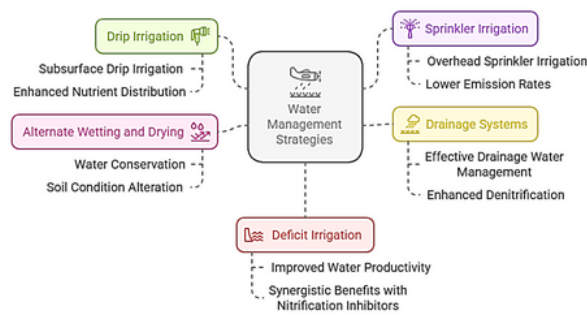 Drip Irrigation
Subsurface Drip Irrigation
Enhanced Nutrient Distribution
Alternate Wetting and Drying
Water Conservation
Soil Condition Alteration
Water
Management
Strategies
Sprinkler Irrigation
Overhead Sprinkler Irrigation
Lower Emission Rates
Drainage Systems
Effective Drainage Water
Management
Enhanced Denitrification
Deficit Irrigation
Improved Water Productivity
Synergistic Benefits with
Nitrification Inhibitors